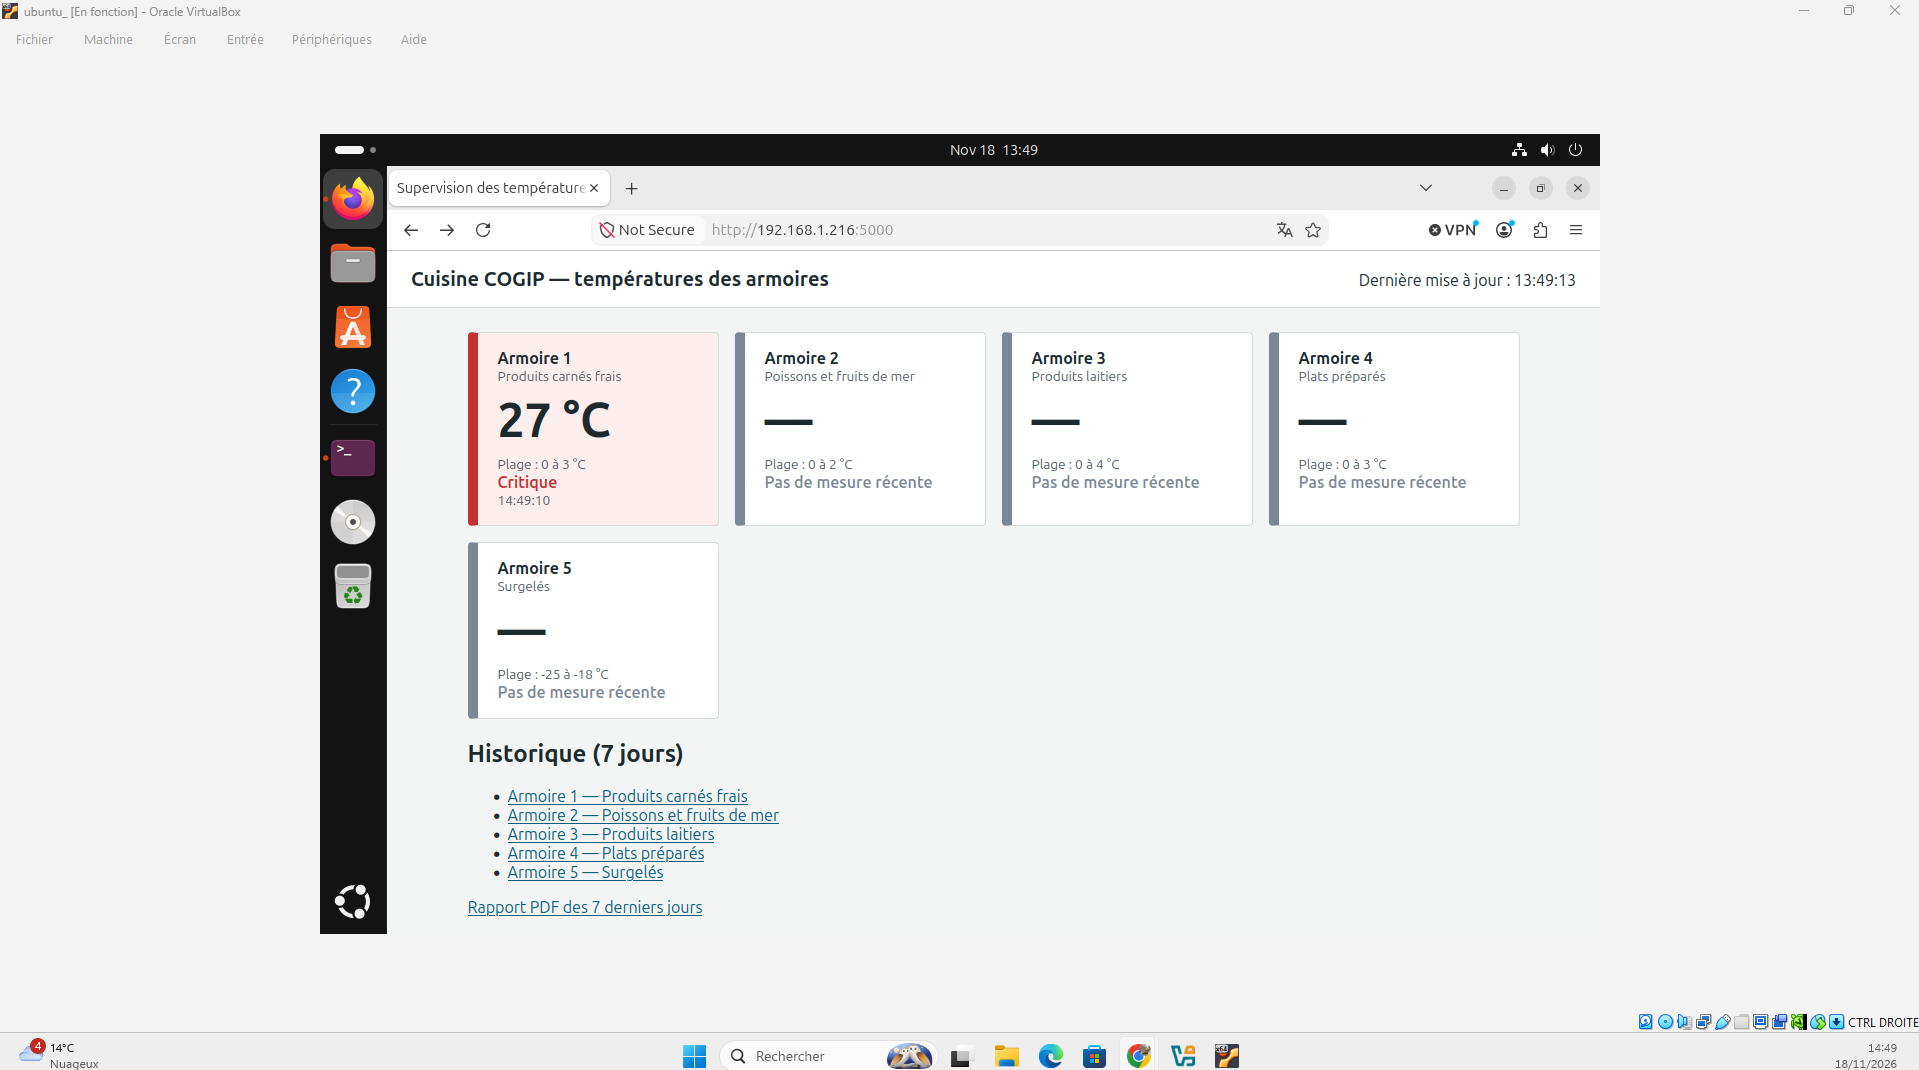 ubuntu_ [En fonction] - Oracle VirtualBox
Fichier Machine Écran Entrée Périphériques Aide
Nov 18 13:49
Supervision des température
Not Secure http://192.168.1.216:5000 VPN
Cuisine COGIP — températures des armoires
Dernière mise à jour : 13:49:13
Armoire 1
Produits carnés frais
27 °C
Plage : 0 à 3 °C
Critique
14:49:10
Armoire 2
Poissons et fruits de mer
—
Plage : 0 à 2 °C
Pas de mesure récente
Armoire 3
Produits laitiers
—
Plage : 0 à 4 °C
Pas de mesure récente
Armoire 4
Plats préparés
—
Plage : 0 à 3 °C
Pas de mesure récente
Armoire 5
Surgelés
—
Plage : -25 à -18 °C
Pas de mesure récente
Historique (7 jours)
• Armoire 1 — Produits carnés frais
• Armoire 2 — Poissons et fruits de mer
• Armoire 3 — Produits laitiers
• Armoire 4 — Plats préparés
• Armoire 5 — Surgelés
Rapport PDF des 7 derniers jours
CTRL DROITE
4
14°C
Nuageux
Rechercher
14:49
18/11/2026